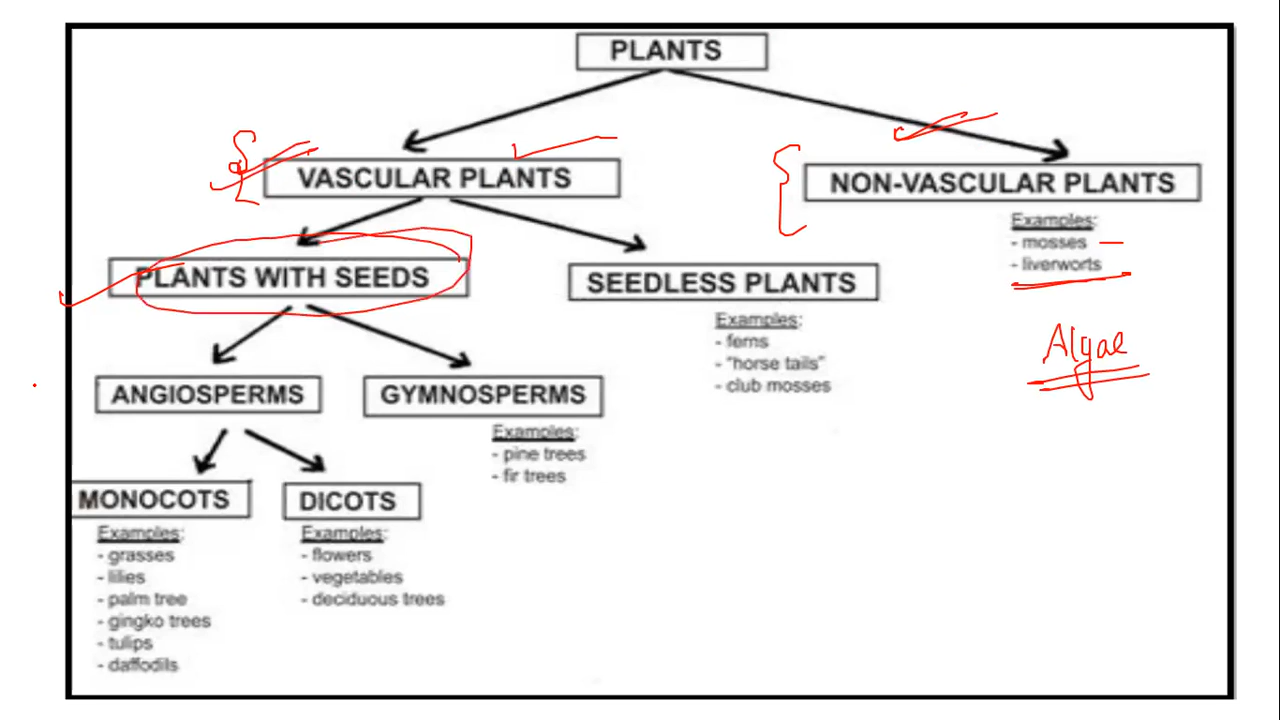 PLANTS
VASCULAR PLANTS
NON-VASCULAR PLANTS
Examples:
- mosses
- liverworts
PLANTS WITH SEEDS
SEEDLESS PLANTS
Examples:
- ferns
- "horse tails"
- club mosses
Algae
ANGIOSPERMS
GYMNOSPERMS
Examples:
- pine trees
- fir trees
MONOCOTS
Examples:
- grasses
- lilies
- palm tree
- gingko trees
- tulips
- daffodils
DICOTS
Examples:
- flowers
- vegetables
- deciduous trees